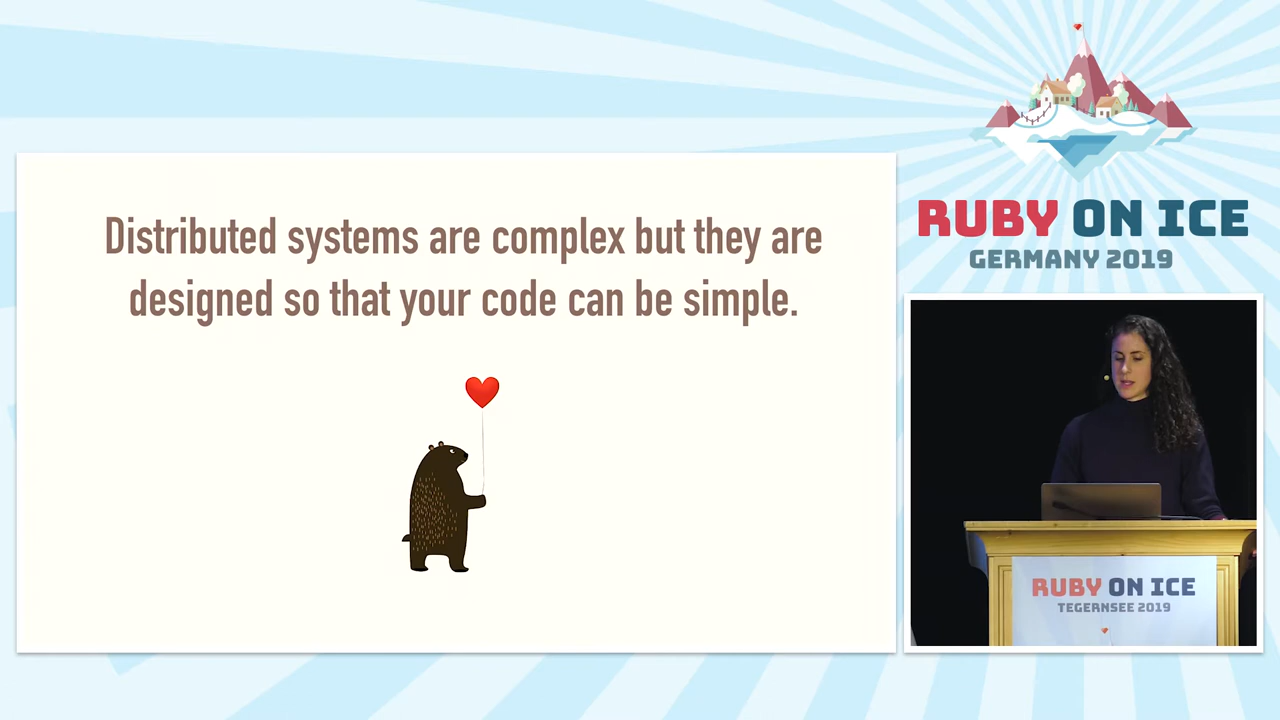 Distributed systems are complex but they are
designed so that your code can be simple.
RUBY ON ICE
GERMANY 2019
RUBY ON ICE
TEGERNSEE 2019